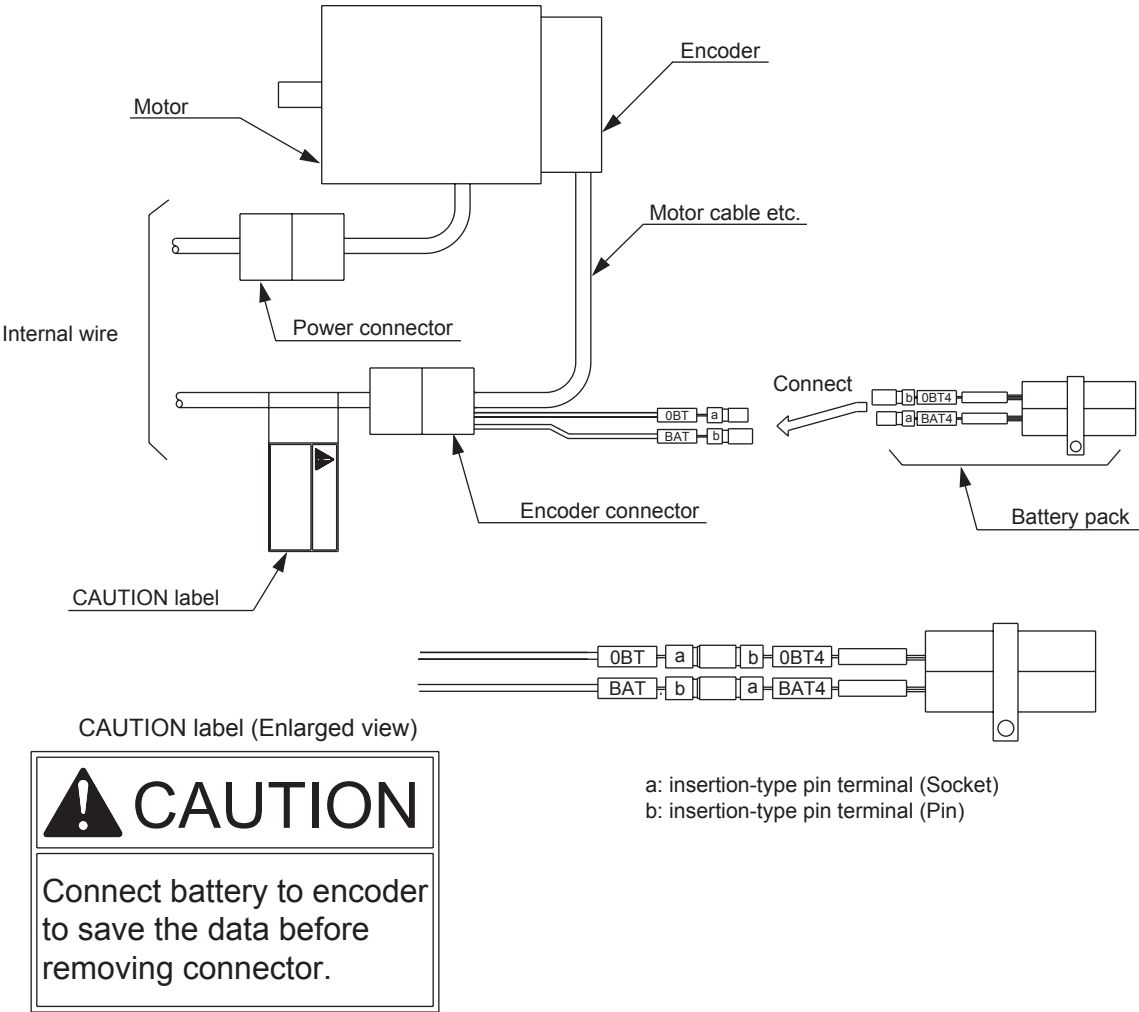 Encoder
Motor
Motor cable etc.
Internal wire
Power connector
Connect
b 0BT4
a BAT4
0BT a
BAT b
Encoder connector
Battery pack
CAUTION label
0BT a b 0BT4
BAT b a BAT4
CAUTION label (Enlarged view)
CAUTION
Connect battery to encoder
to save the data before
removing connector.
a: insertion-type pin terminal (Socket)
b: insertion-type pin terminal (Pin)